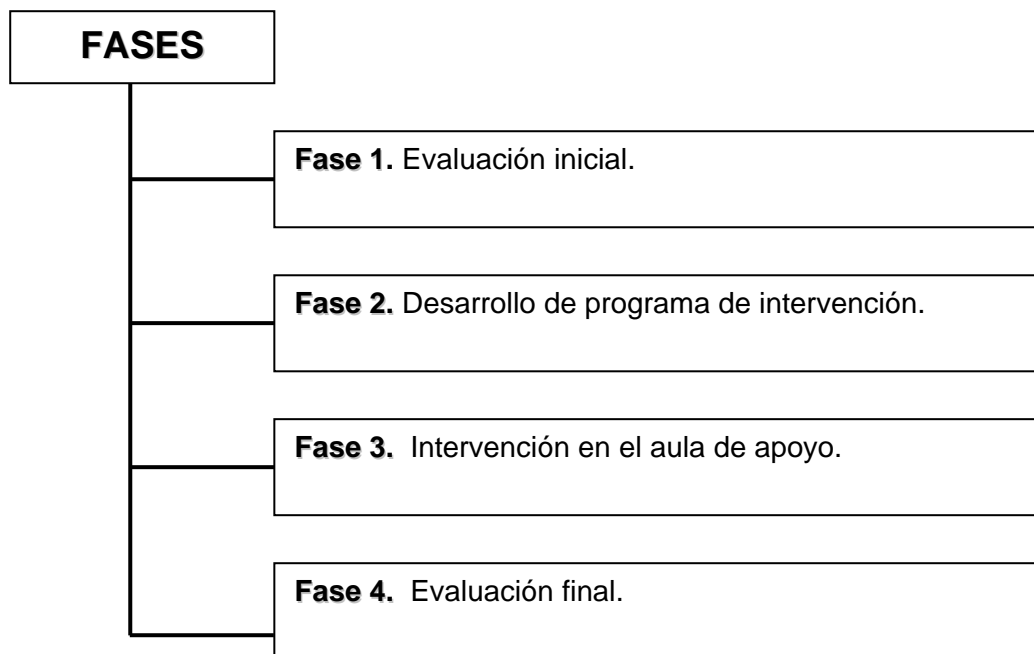 FASES
Fase 1. Evaluación inicial.
Fase 2. Desarrollo de programa de intervención.
Fase 3. Intervención en el aula de apoyo.
Fase 4. Evaluación final.